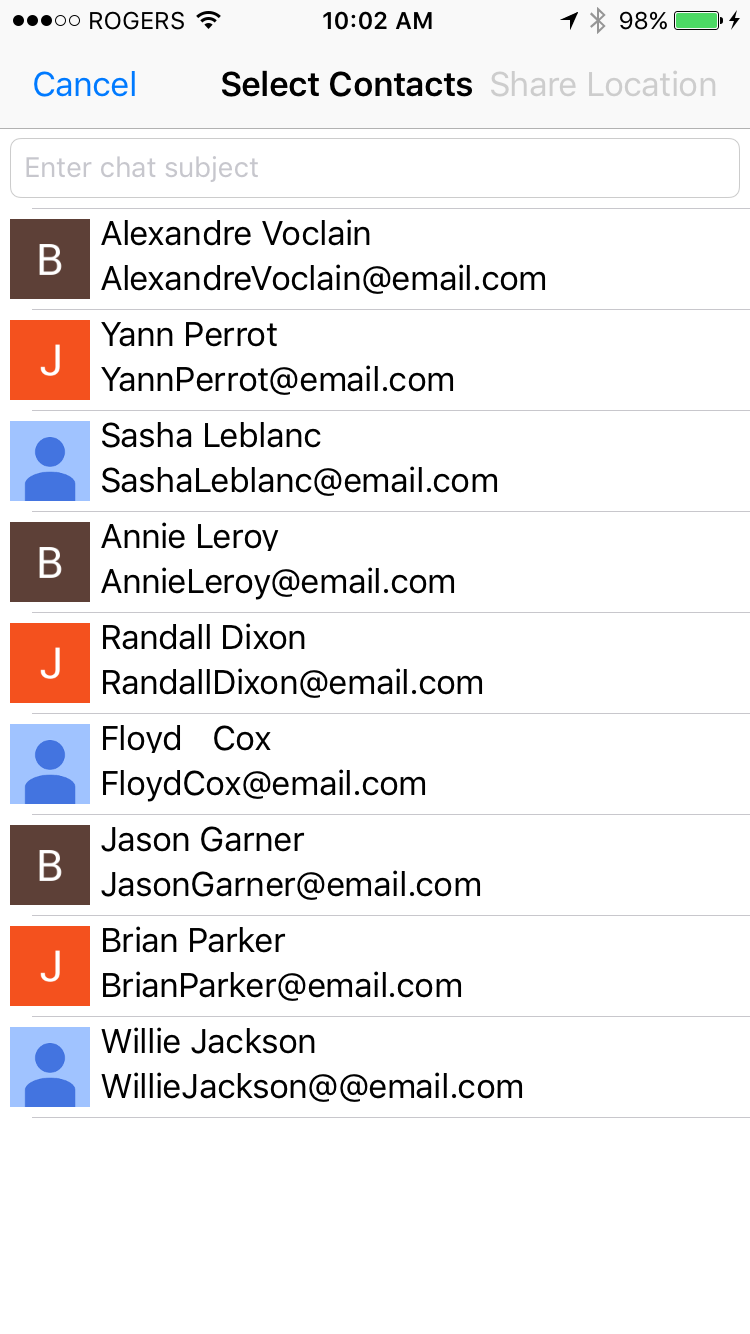 ROGERS 10:02 AM 98%
Cancel Select Contacts Share Location
Enter chat subject
B
Alexandre Voclain
AlexandreVoclain@email.com
J
Yann Perrot
YannPerrot@email.com
Sasha Leblanc
SashaLeblanc@email.com
B
Annie Leroy
AnnieLeroy@email.com
J
Randall Dixon
RandallDixon@email.com
Floyd Cox
FloydCox@email.com
B
Jason Garner
JasonGarner@email.com
J
Brian Parker
BrianParker@email.com
Willie Jackson
WillieJackson@@email.com